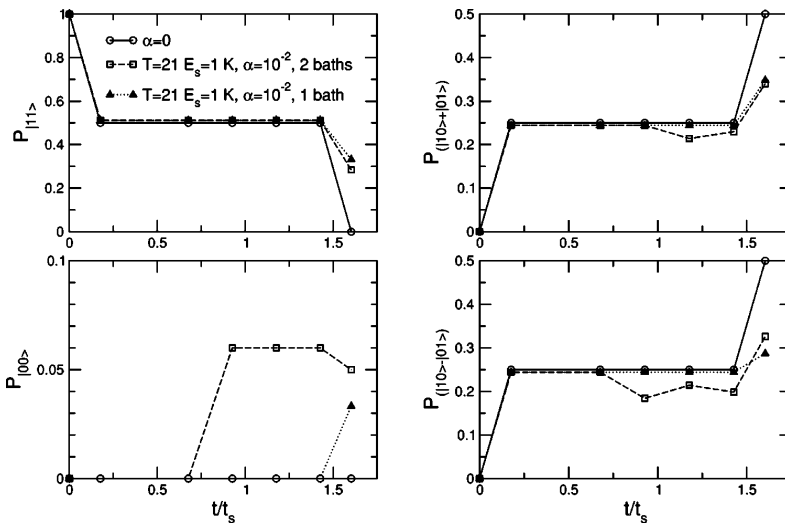 1
0.8
0.6
0.4
0.2
0
P|11>
α=0
T=21 Es=1 K, α=10-2, 2 baths
T=21 Es=1 K, α=10-2, 1 bath
0 0.5 1 1.5
0.5
0.4
0.3
0.2
0.1
0
P(|10>+|01>)
0 0.5 1 1.5
0.1
0.05
0
P|00>
0 0.5 1 1.5
t/ts
0.5
0.4
0.3
0.2
0.1
0
P(|10>-|01>)
0 0.5 1 1.5
t/ts